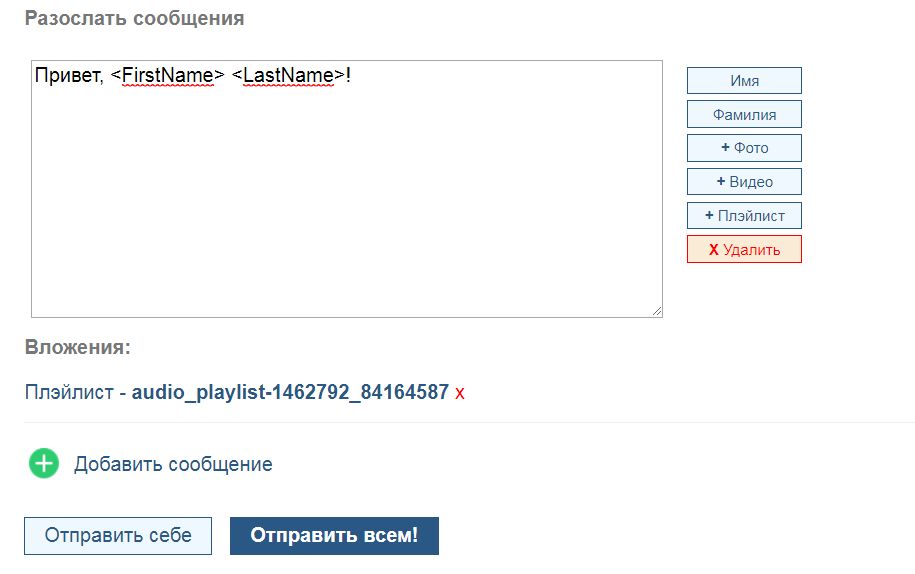 Разослать сообщения
Привет, <FirstName> <LastName>!
Имя
Фамилия
+ Фото
+ Видео
+ Плэйлист
X Удалить
Вложения:
Плэйлист - audio_playlist-1462792_84164587 x
Добавить сообщение
Отправить себе
Отправить всем!